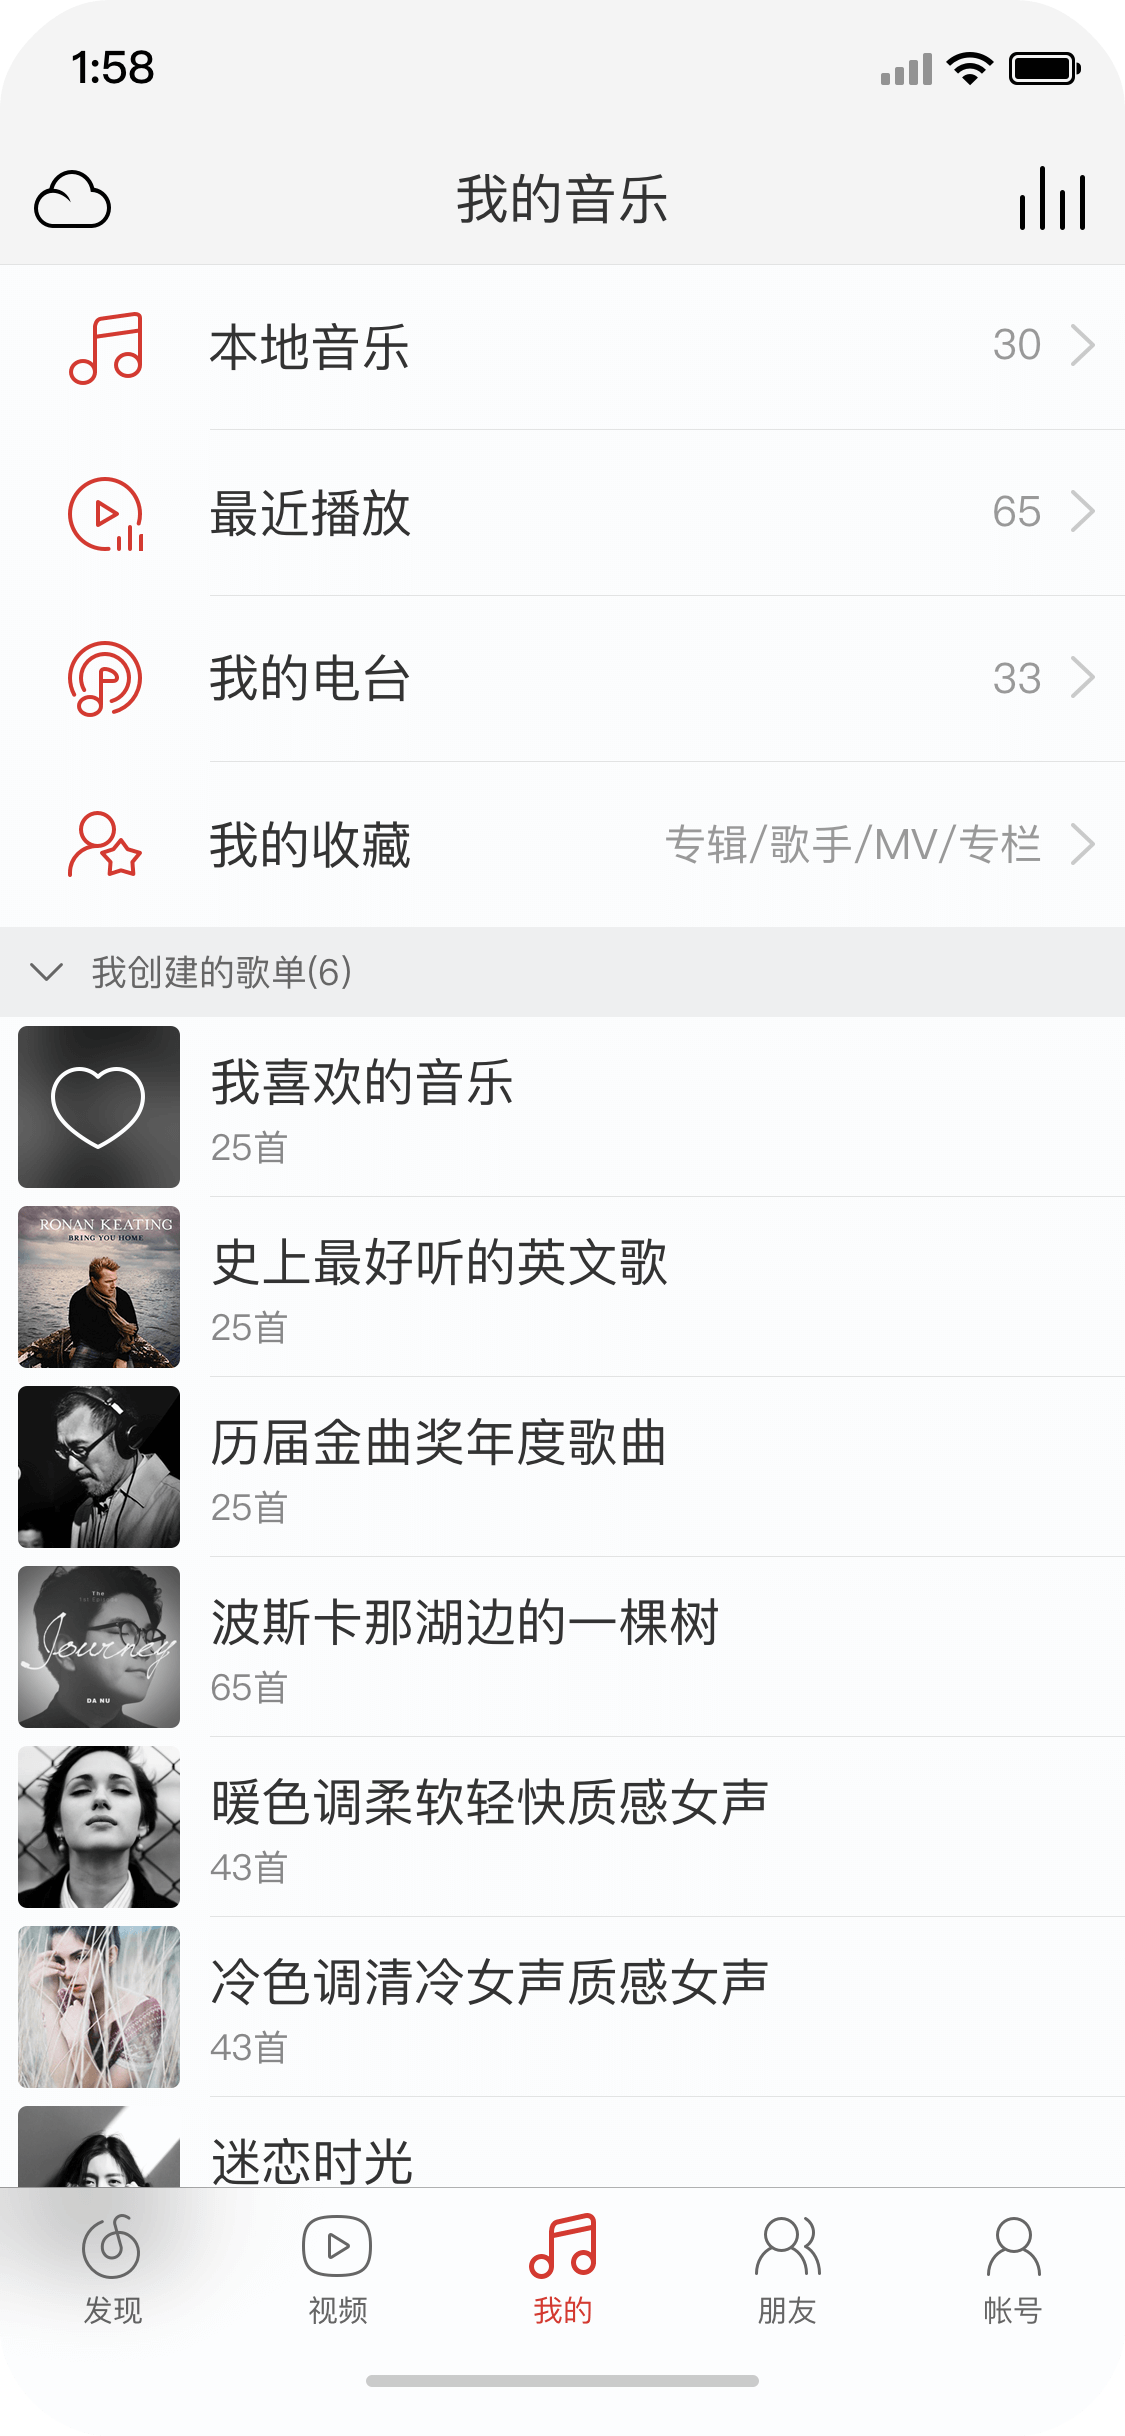 1:58
我的音乐
本地音乐 30
最近播放 65
我的电台 33
我的收藏 专辑/歌手/MV/专栏
我创建的歌单(6)
我喜欢的音乐
25首
RONAN KEATING
BRING YOU HOME
史上最好听的英文歌
25首
历届金曲奖年度歌曲
25首
The
Journey
DA NU
波斯卡那湖边的一棵树
65首
暖色调柔软轻快质感女声
43首
冷色调清冷女声质感女声
43首
迷恋时光
发现 视频 我的 朋友 帐号